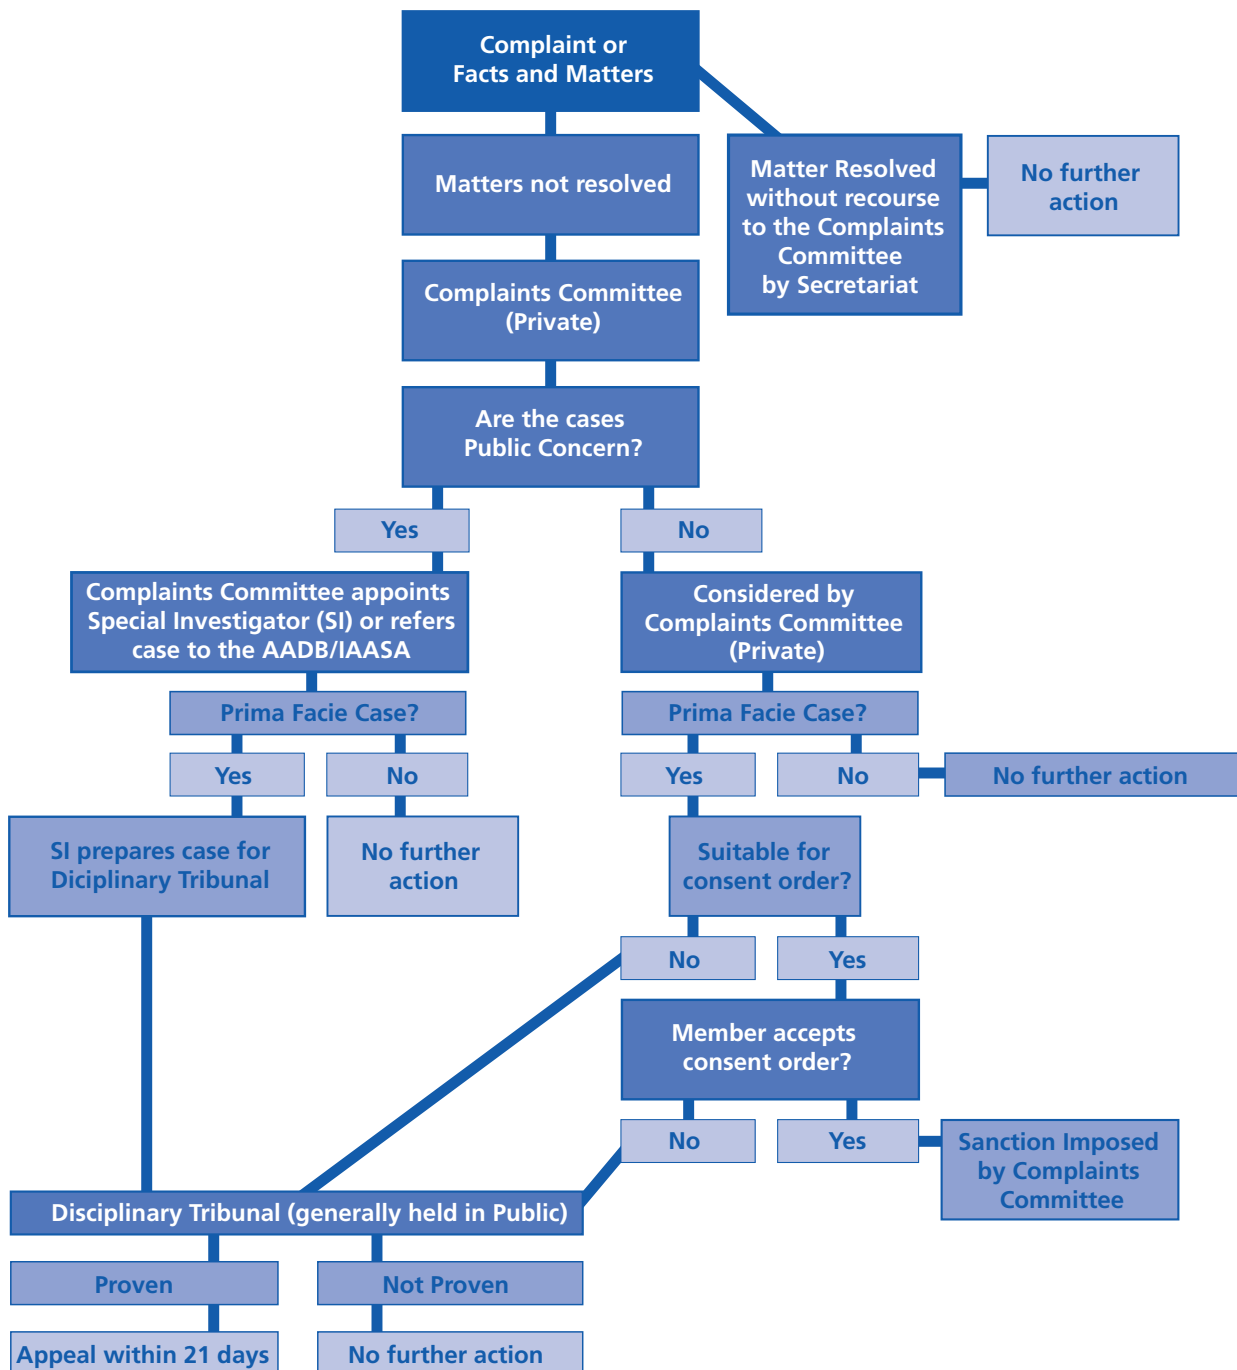 Complaint or
Facts and Matters
Matters not resolved
Matter Resolved
without recourse
to the Complaints
Committee
by Secretariat
No further
action
Complaints Committee
(Private)
Are the cases
Public Concern?
Yes
No
Complaints Committee appoints
Special Investigator (SI) or refers
case to the AADB/IAASA
Considered by
Complaints Committee
(Private)
Prima Facie Case?
Prima Facie Case?
Yes
No
Yes
No
No further action
SI prepares case for
Diciplinary Tribunal
No further
action
Suitable for
consent order?
No
Yes
Member accepts
consent order?
No
Yes
Sanction Imposed
by Complaints
Committee
Disciplinary Tribunal (generally held in Public)
Proven
Not Proven
Appeal within 21 days
No further action